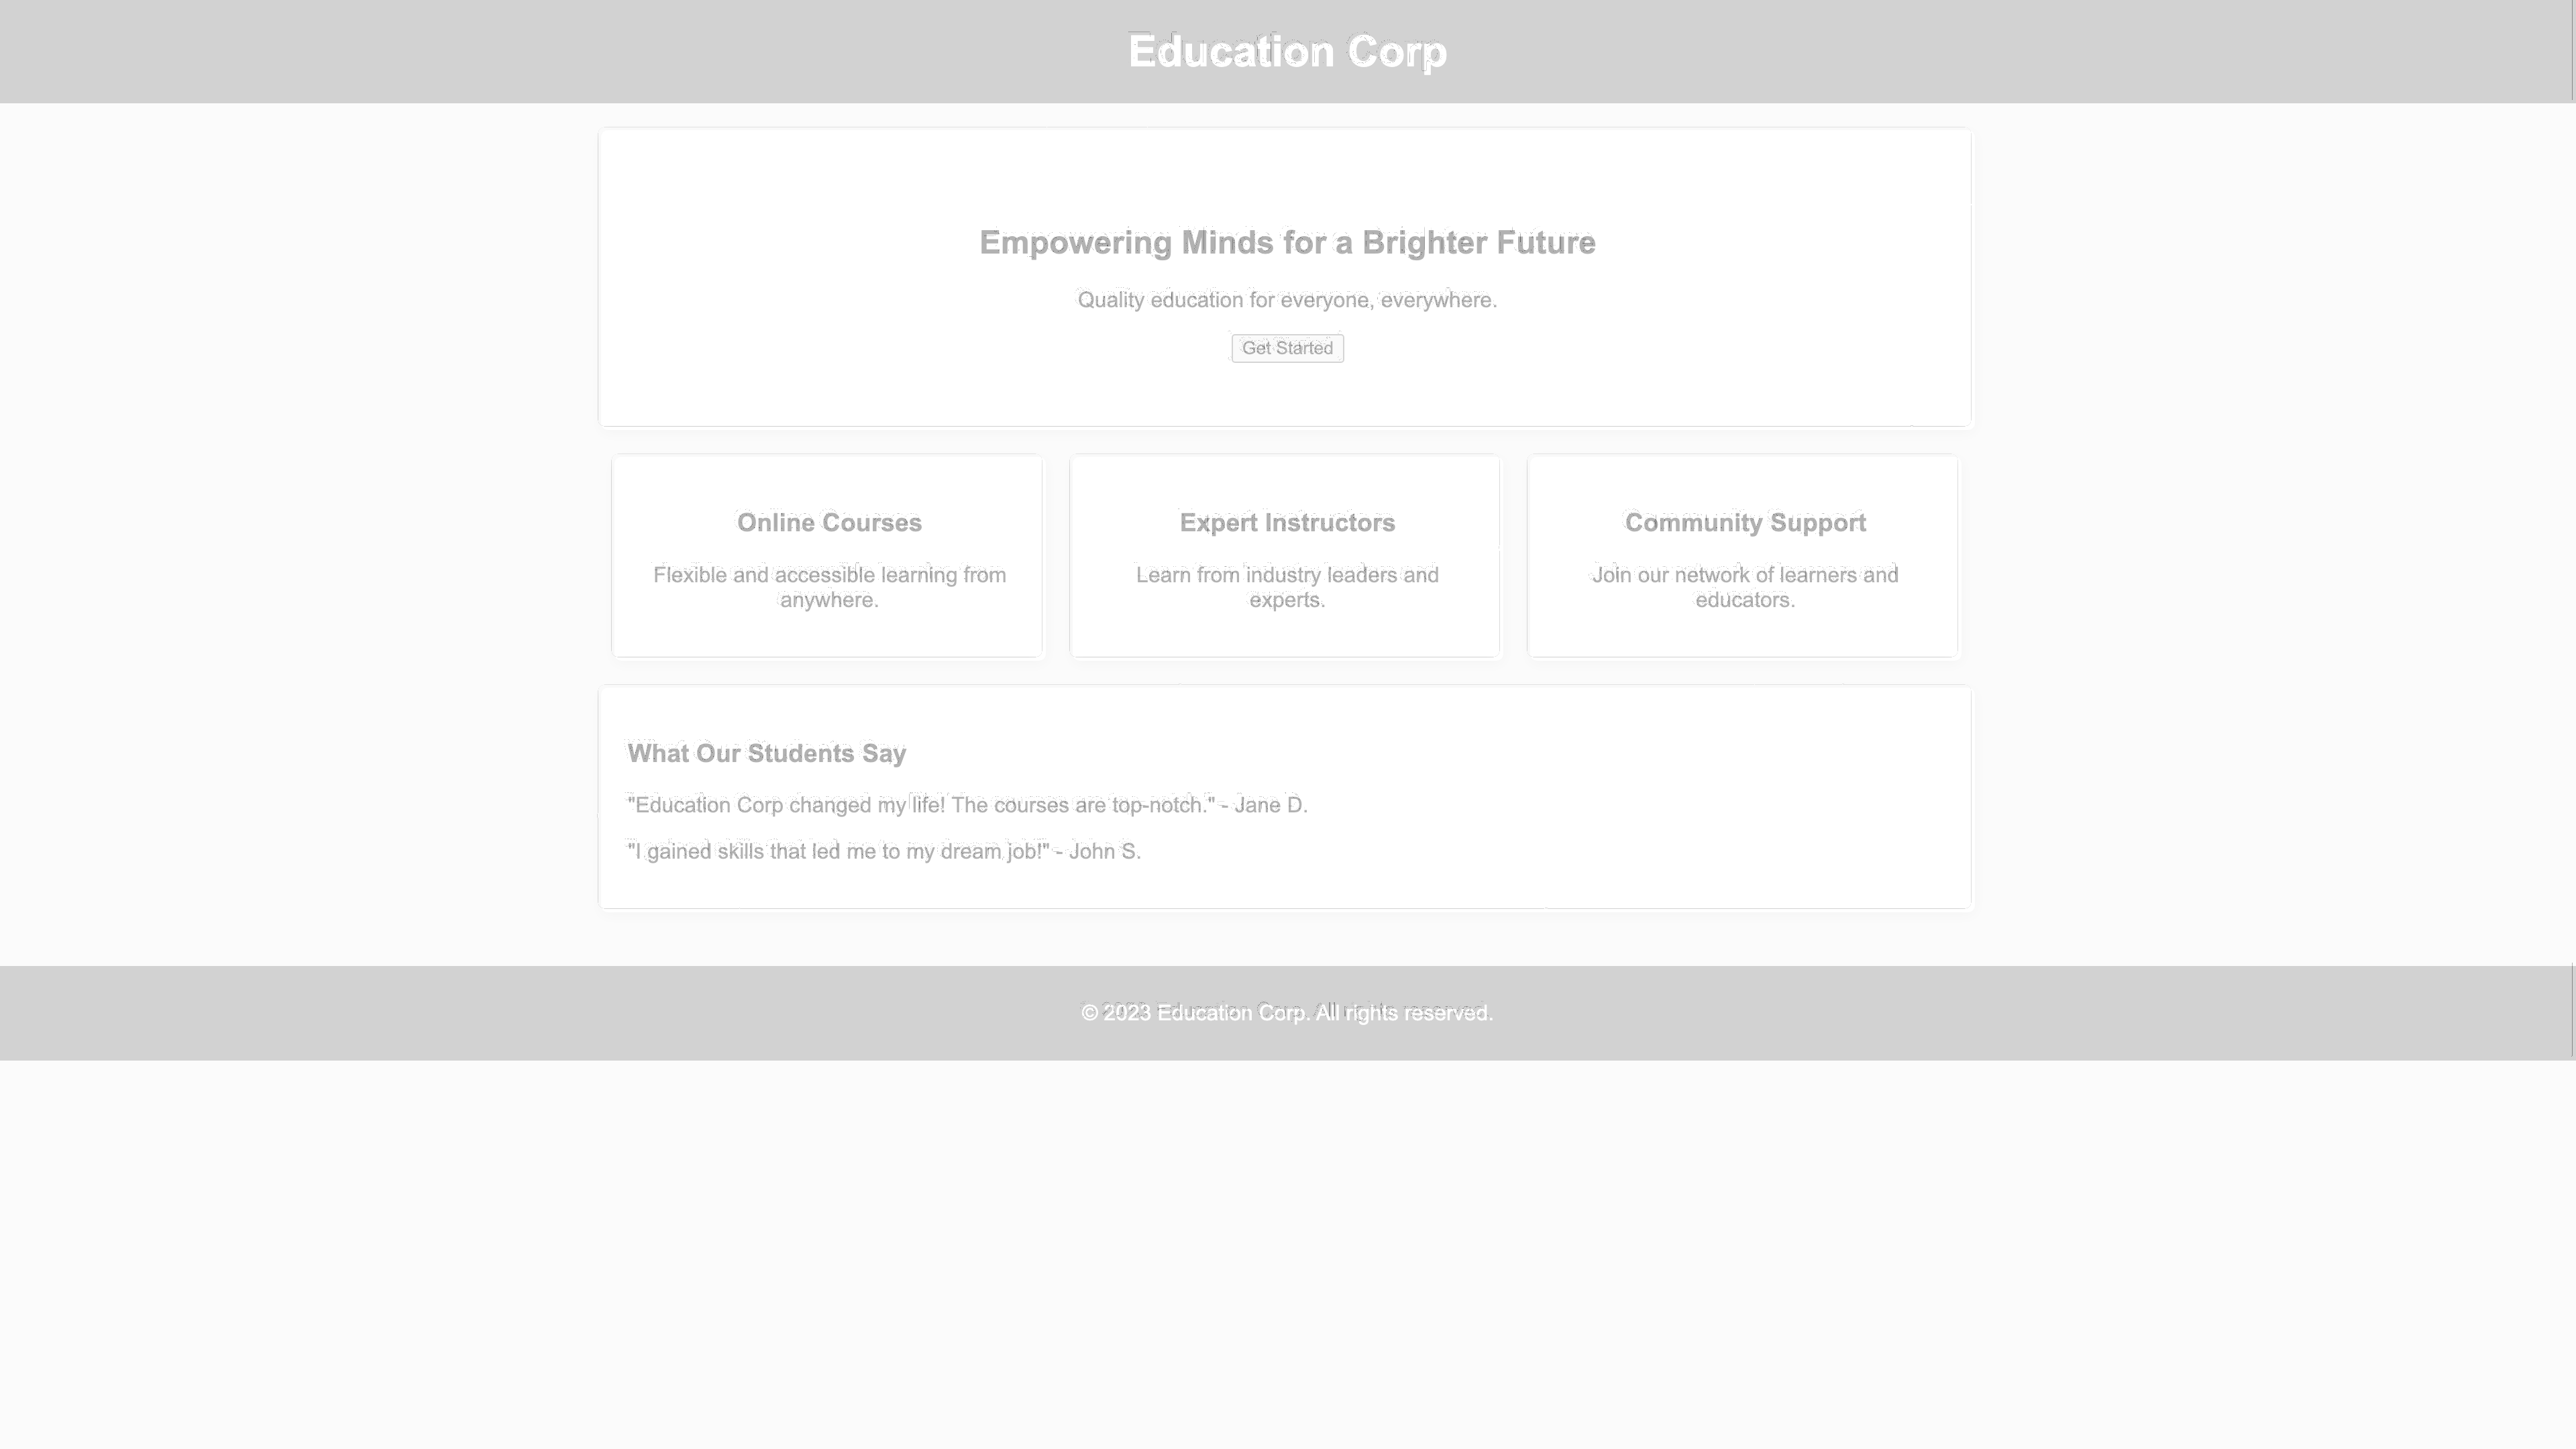 Education Corp
Empowering Minds for a Brighter Future
Quality education for everyone, everywhere.
Get Started
Online Courses
Flexible and accessible learning from
anywhere.
Expert Instructors
Learn from industry leaders and
experts.
Community Support
Join our network of learners and
educators.
What Our Students Say
"Education Corp changed my life! The courses are top-notch." - Jane D.
"I gained skills that led me to my dream job!" - John S.
© 2023 Education Corp. All rights reserved.